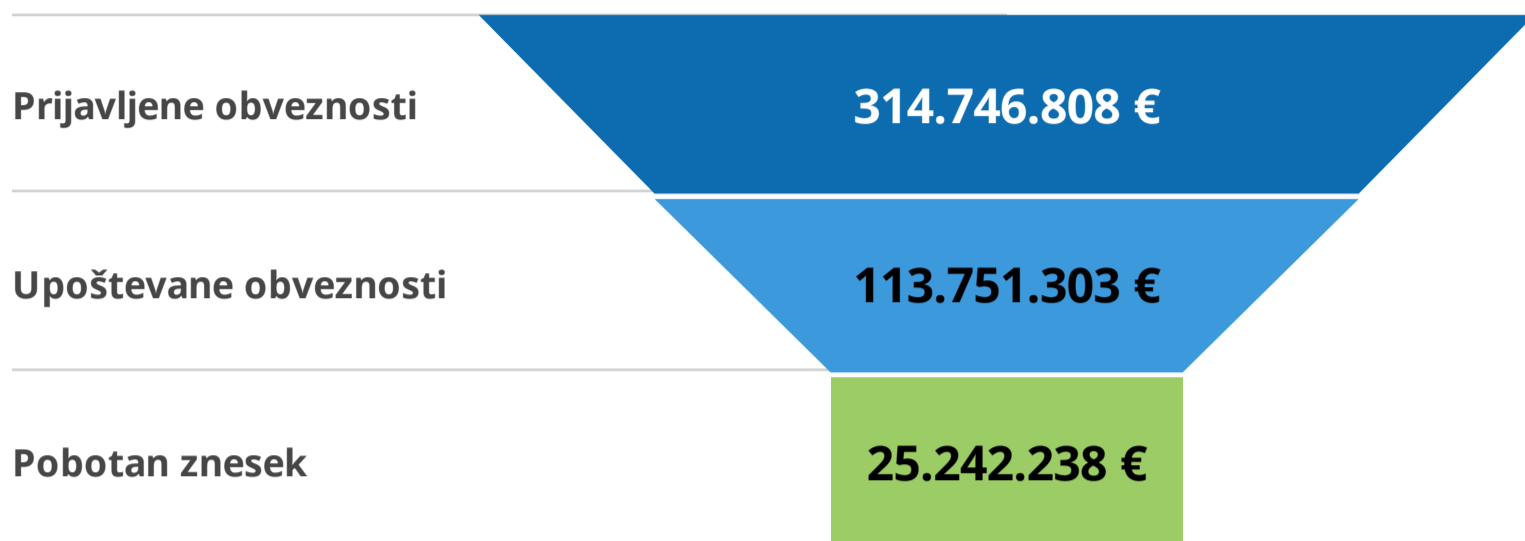 Prijavljene obveznosti 314.746.808 €
Upoštevane obveznosti 113.751.303 €
Pobotan znesek 25.242.238 €